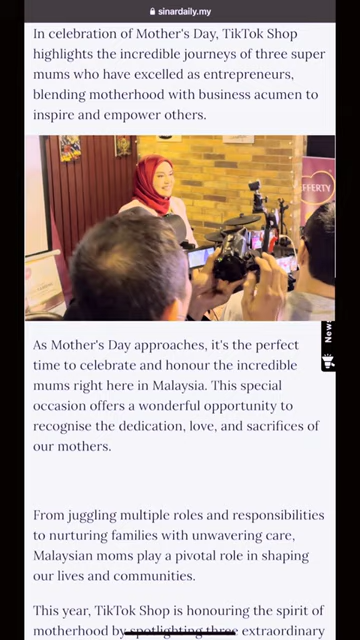 sinardaily.my
In celebration of Mother's Day, TikTok Shop
highlights the incredible journeys of three super
mums who have excelled as entrepreneurs,
blending motherhood with business acumen to
inspire and empower others.
FFERTY
News
As Mother's Day approaches, it's the perfect
time to celebrate and honour the incredible
mums right here in Malaysia. This special
occasion offers a wonderful opportunity to
recognise the dedication, love, and sacrifices of
our mothers.
From juggling multiple roles and responsibilities
to nurturing families with unwavering care,
Malaysian moms play a pivotal role in shaping
our lives and communities.
This year, TikTok Shop is honouring the spirit of
motherhood by spotlighting three extraordinary